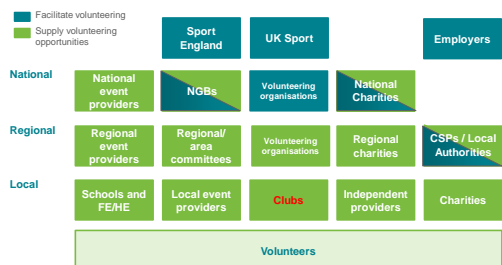 Facilitate volunteering
Supply volunteering
opportunities
Sport
England
UK Sport
Employers
National
National
event
providers
NGBs
Volunteering
organisations
National
Charities
Regional
Regional
event
providers
Regional/
area
committees
Volunteering
organisations
Regional
charities
CSPs / Local
Authorities
Local
Schools and
FE/HE
Local event
providers
Clubs
Independent
providers
Charities
Volunteers